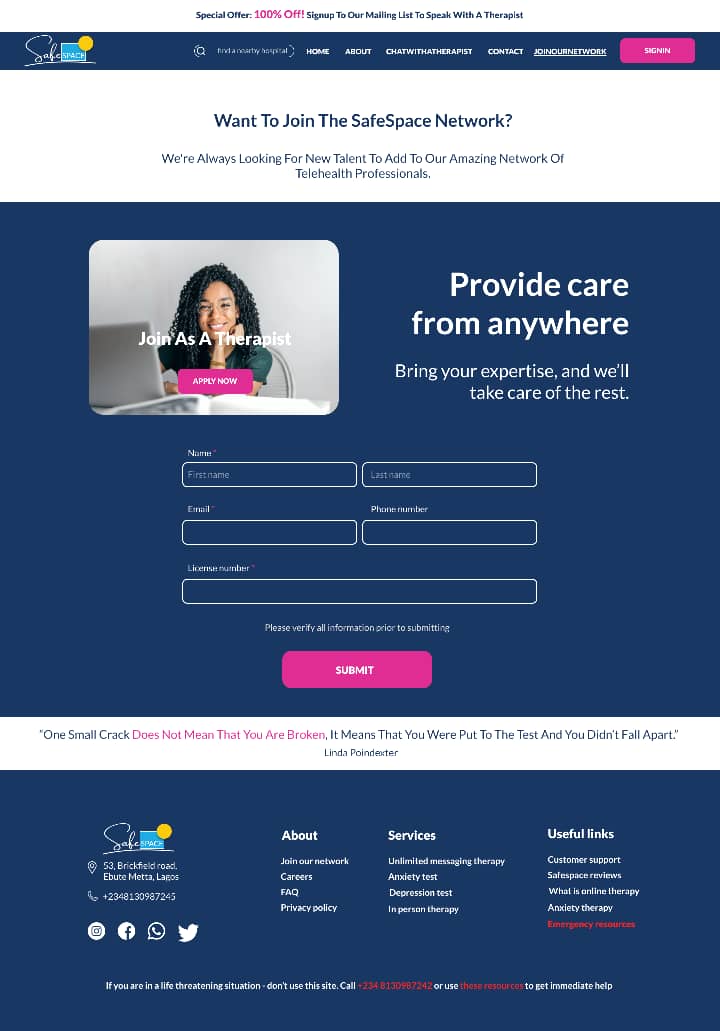 Special Offer: 100% Off! Signup To Our Mailing List To Speak With A Therapist
Safe SPACE
find a nearby hospital
HOME
ABOUT
CHATWITHATHERAPIST
CONTACT
JOINOURNETWORK
SIGNIN
Want To Join The SafeSpace Network?
We're Always Looking For New Talent To Add To Our Amazing Network Of
Telehealth Professionals.
Join As A Therapist
APPLY NOW
Provide care
from anywhere
Bring your expertise, and we'll
take care of the rest.
Name *
First name
Last name
Email *
Phone number
License number *
Please verify all information prior to submitting
SUBMIT
“One Small Crack Does Not Mean That You Are Broken, It Means That You Were Put To The Test And You Didn't Fall Apart.”
Linda Poindexter
Safe SPACE
53, Brickfield road,
Ebute Metta, Lagos
+2348130987245
About
Join our network
Careers
FAQ
Privacy policy
Services
Unlimited messaging therapy
Anxiety test
Depression test
In person therapy
Useful links
Customer support
Safespace reviews
What is online therapy
Anxiety therapy
Emergency resources
If you are in a life threatening situation - don't use this site. Call +234 8130987242 or use these resources to get immediate help